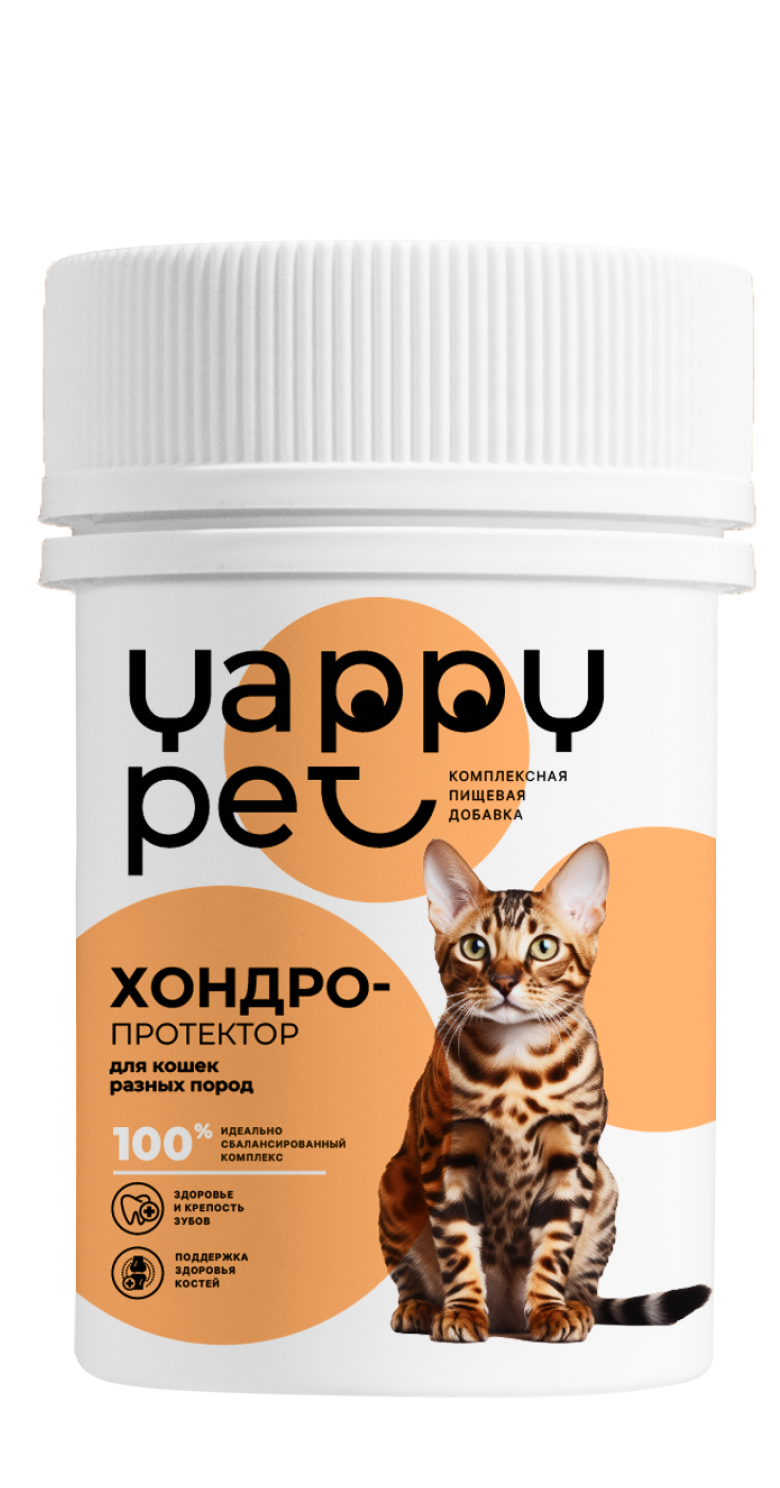 yappy
pet
КОМПЛЕКСНАЯ
ПИЩЕВАЯ
ДОБАВКА
ХОНДРО-
ПРОТЕКТОР
для кошек
разных пород
100%
ИДЕАЛЬНО
СБАЛАНСИРОВАННЫЙ
КОМПЛЕКС
ЗДОРОВЬЕ
И КРЕПОСТЬ
ЗУБОВ
ПОДДЕРЖКА
ЗДОРОВЬЯ
КОСТЕЙ